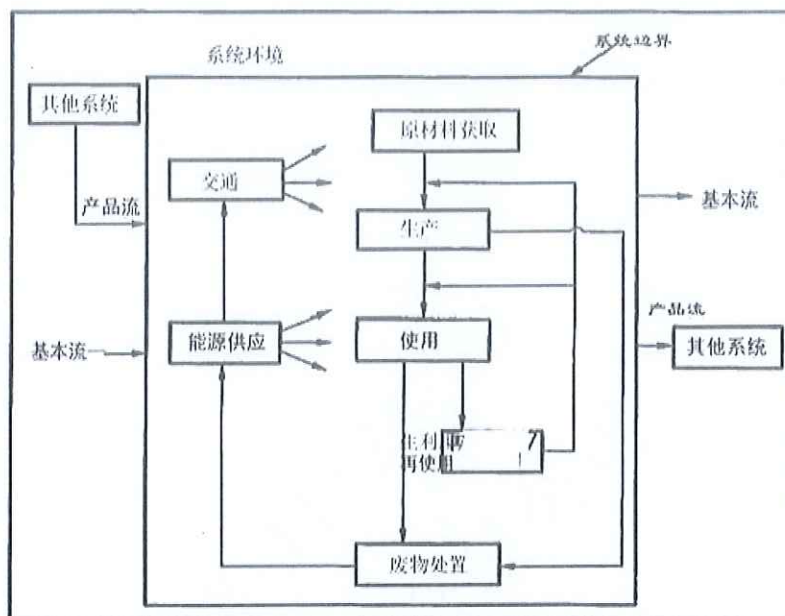 系统环境
系统边界
其他系统
原材料获取
交通
产品流
基本流
生产
产品流
能源供应
使用
基本流
其他系统
再使用
废物处置